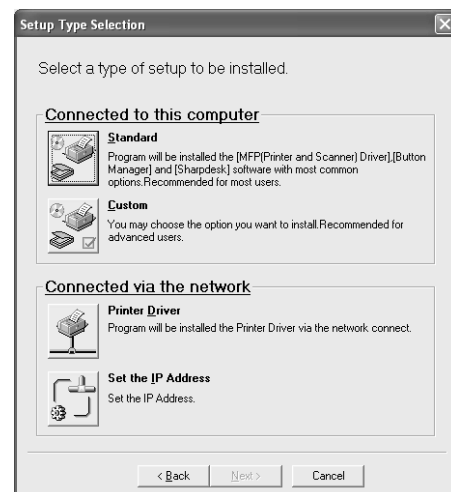 Setup Type Selection
Select a type of setup to be installed.
Connected to this computer
Standard
Program will be installed the [MFP(Printer and Scanner) Driver],[Button
Manager] and [Sharpdesk] software with most common
options.Recommended for most users.
Custom
You may choose the option you want to install.Recommended for
advanced users.
Connected via the network
Printer Driver
Program will be installed the Printer Driver via the network connect.
Set the IP Address
Set the IP Address.
< Back
Next >
Cancel